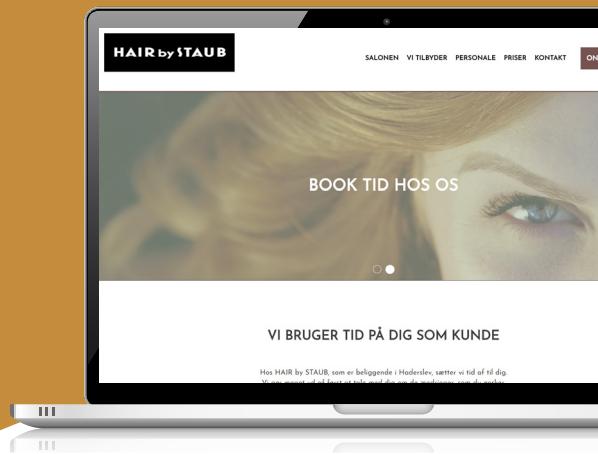 HAIR by STAUB
SALONEN VI TILBYDER PERSONALE PRISER KONTAKT ON
BOOK TID HOS OS
VI BRUGER TID PÅ DIG SOM KUNDE
Hos HAIR by STAUB, som er beliggende i Haderslev, sætter vi tid af til dig.